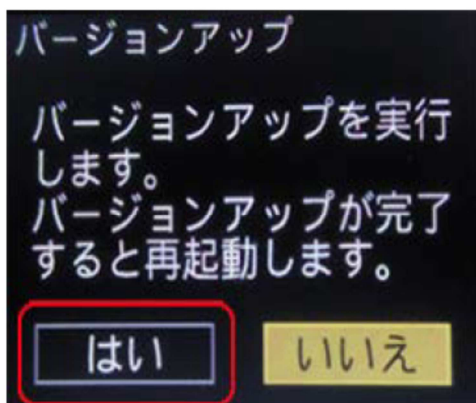 バージョンアップ
バージョンアップを実行
します。
バージョンアップが完了
すると再起動します。
はい
いいえ